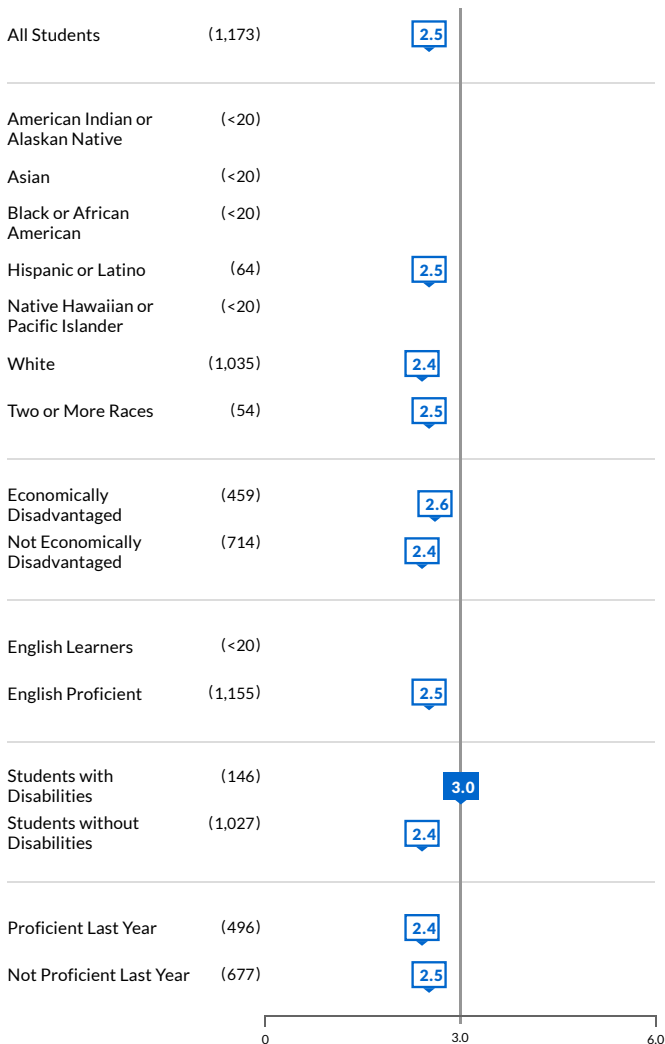 All Students (1,173) 2.5
American Indian or (<20)
Alaskan Native
Asian (<20)
Black or African (<20)
American
Hispanic or Latino (64) 2.5
Native Hawaiian or (<20)
Pacific Islander
White (1,035) 2.4
Two or More Races (54) 2.5
Economically (459) 2.6
Disadvantaged
Not Economically (714) 2.4
Disadvantaged
English Learners (<20)
English Proficient (1,155) 2.5
Students with (146) 3.0
Disabilities
Students without (1,027) 2.4
Disabilities
Proficient Last Year (496) 2.4
Not Proficient Last Year (677) 2.5
0 3.0 6.0